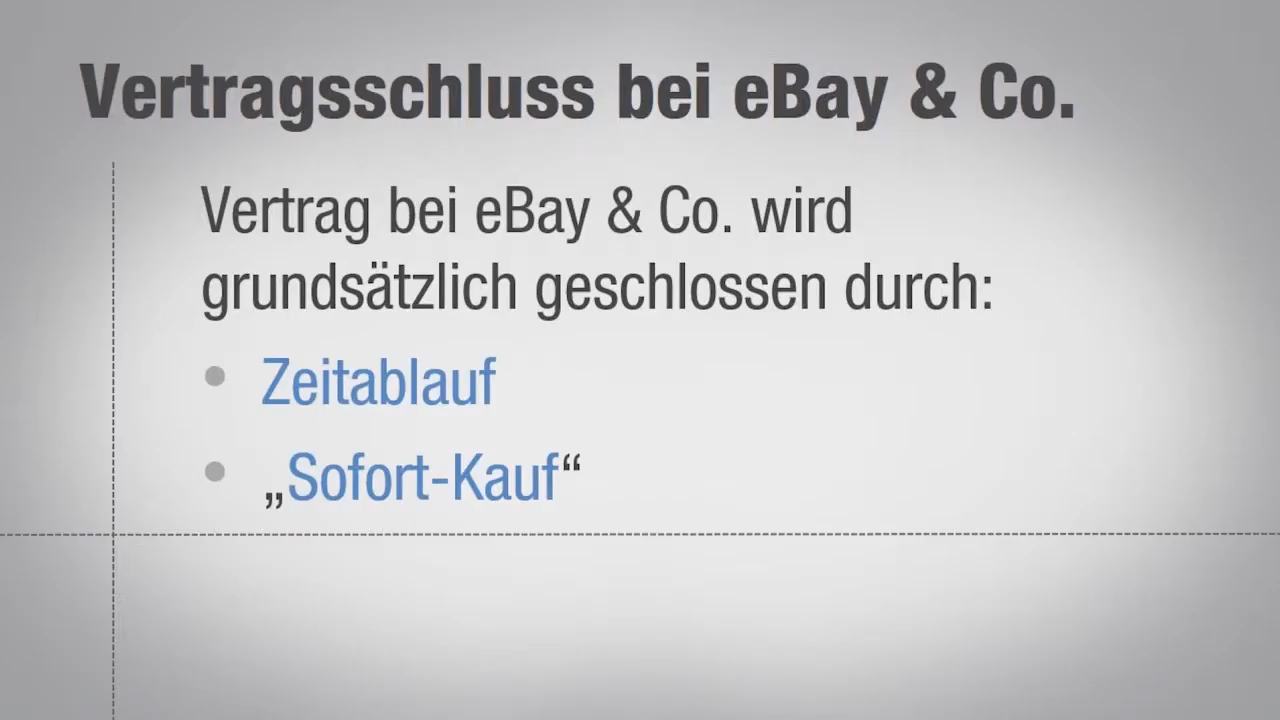 Vertragsschluss bei eBay & Co.
Vertrag bei eBay & Co. wird
grundsätzlich geschlossen durch:
• Zeitablauf
• „Sofort-Kauf“